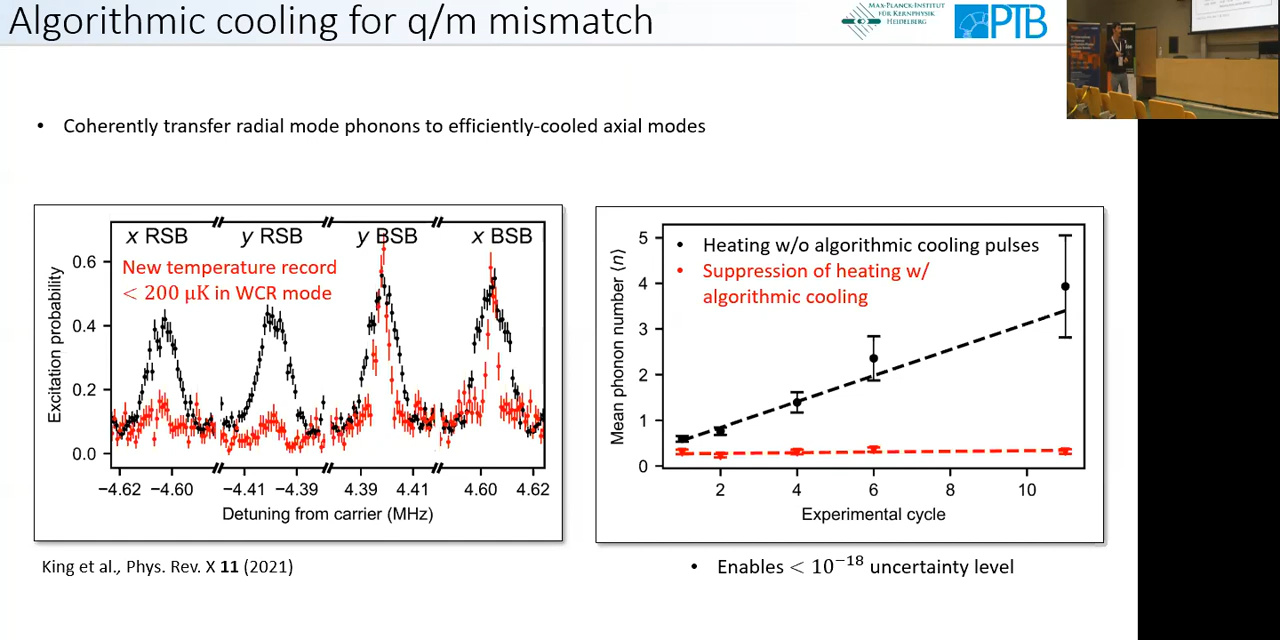 Algorithmic cooling for q/m mismatch
MAX-PLANCK-INSTITUT
FÜR KERNPHYSIK
HEIDELBERG
PTB
• Coherently transfer radial mode phonons to efficiently-cooled axial modes
x RSB y RSB y BSB x BSB
New temperature record
< 200 μK in WCR mode
Excitation probability
0.6
0.4
0.2
0.0
−4.62 −4.60 −4.41 −4.39 4.39 4.41 4.60 4.62
Detuning from carrier (MHz)
King et al., Phys. Rev. X 11 (2021)
• Heating w/o algorithmic cooling pulses
• Suppression of heating w/
algorithmic cooling
Mean phonon number ⟨n⟩
5
4
3
2
1
0
2 4 6 8 10
Experimental cycle
• Enables < 10⁻¹⁸ uncertainty level